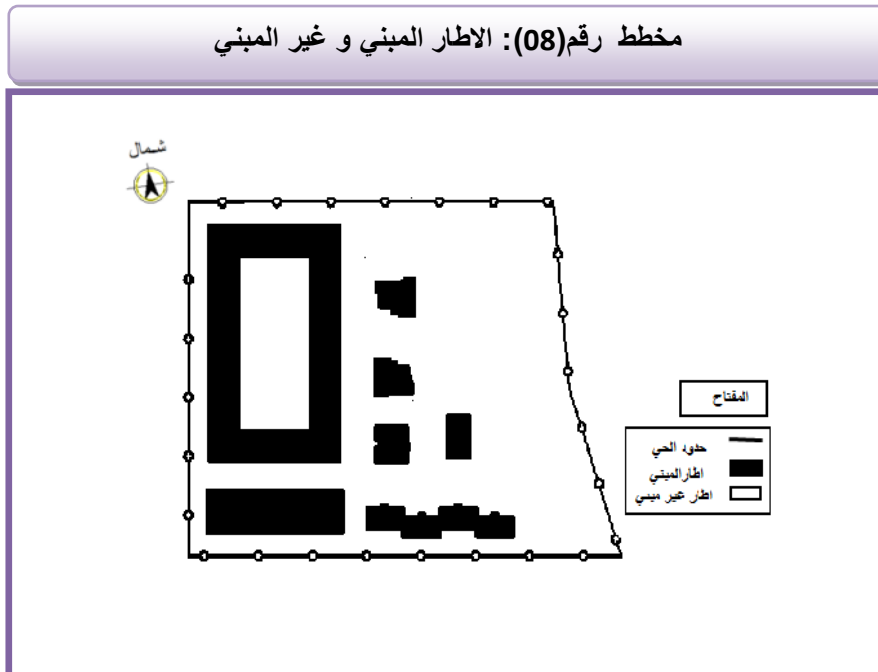 مخطط رقم(08): الاطار المبني و غير المبني
شمال
المفتاح
حدود الحي
اطارالمبني
اطار غير مبني